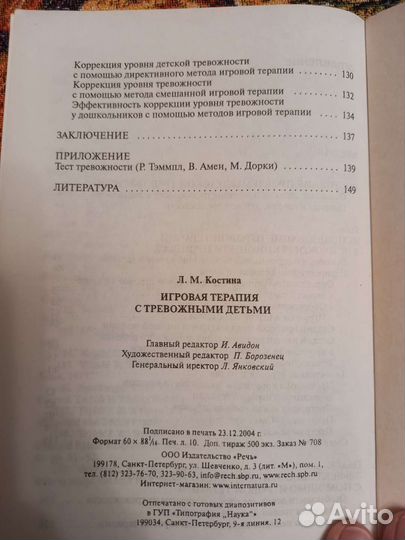 Коррекция уровня детской тревожности
с помощью директивного метода игровой терапии . . . . . . . . 130
Коррекция уровня тревожности
с помощью метода смешанной игровой терапии . . . . . . . . . 132
Эффективность коррекции уровня тревожности
у дошкольников с помощью методов игровой терапии . . . . . 134
ЗАКЛЮЧЕНИЕ . . . . . . . . . . . . . . . . . . . . . . . . . . . . . . . . 137
ПРИЛОЖЕНИЕ
Тест тревожности (Р. Тэммпл, В. Амен, М. Дорки) . . . . . . . . . 139
ЛИТЕРАТУРА . . . . . . . . . . . . . . . . . . . . . . . . . . . . . . . . 149
Л. М. Костина
ИГРОВАЯ ТЕРАПИЯ
С ТРЕВОЖНЫМИ ДЕТЬМИ
Главный редактор И. Авидон
Художественный редактор П. Борозенец
Генеральный иректор Л. Янковский
Подписано в печать 23.12.2004 г.
Формат 60 × 88 1/16. Печ. л. 10. Доп. тираж 500 экз. Заказ № 708
ООО Издательство «Речь»
199178, Санкт-Петербург, ул. Шевченко, д. 3 (лит. «М»), пом. 1,
тел. (812) 323-76-70, 323-90-63, info@rech.spb.ru, www.rech.spb.ru
Интернет-магазин: www.internatura.ru
Отпечатано с готовых диапозитивов
в ГУП «Типография „Наука“»
199034, Санкт-Петербург, 9-я линия, 12
Avito